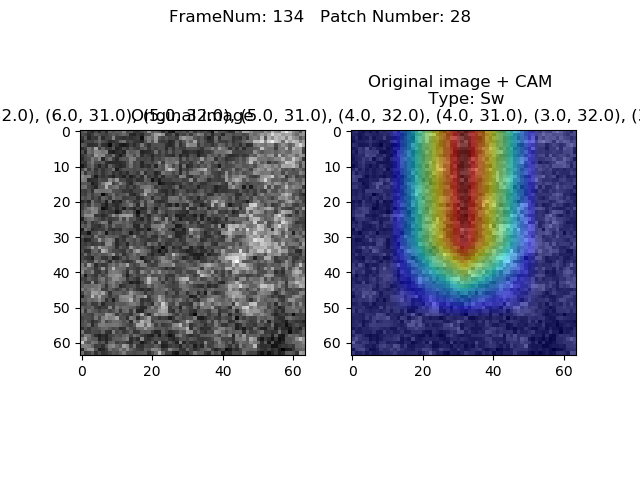 FrameNum: 134   Patch Number: 28
Original image + CAM
Type: Sw
2.0), (6.0, 31.0), (5.0, 32.0), (5.0, 31.0), (4.0, 32.0), (4.0, 31.0), (3.0, 32.0), (3
Original image
0
10
20
30
40
50
60
0 20 40 60
0
10
20
30
40
50
60
0 20 40 60